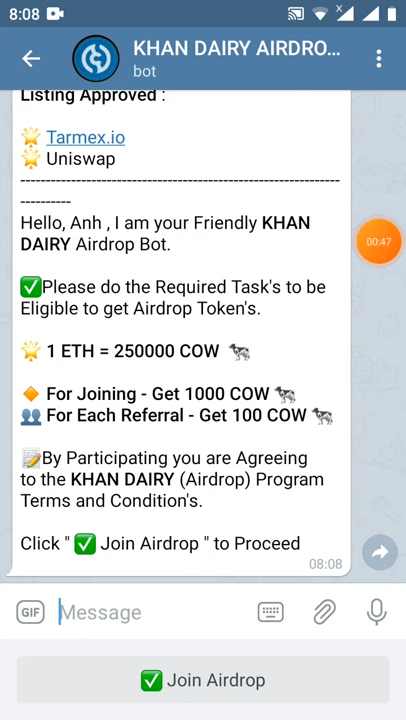 8:08
KHAN DAIRY AIRDRO...
bot
Listing Approved :
🌟 Tarmex.io
🌟 Uniswap
-----------------------------------------------------------------
----------
Hello, Anh , I am your Friendly KHAN
DAIRY Airdrop Bot.
00:47
✅Please do the Required Task's to be
Eligible to get Airdrop Token's.
🌟 1 ETH = 250000 COW 🐄
🔸 For Joining - Get 1000 COW 🐄
👥 For Each Referral - Get 100 COW 🐄
📝By Participating you are Agreeing
to the KHAN DAIRY (Airdrop) Program
Terms and Condition's.
Click " ✅ Join Airdrop " to Proceed
08:08
GIF Message
✅ Join Airdrop